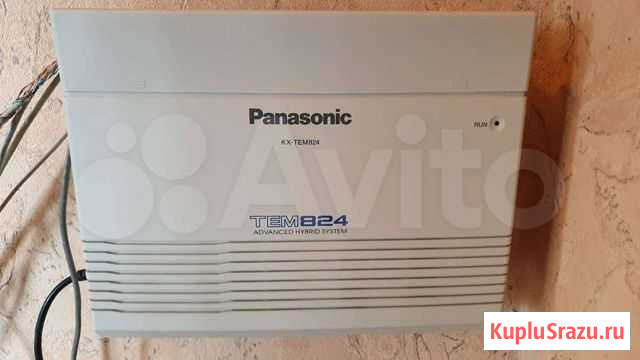 Panasonic
RUN
KX-TEM824
Avito
TEM824
ADVANCED HYBRID SYSTEM
KupluSrazu.ru